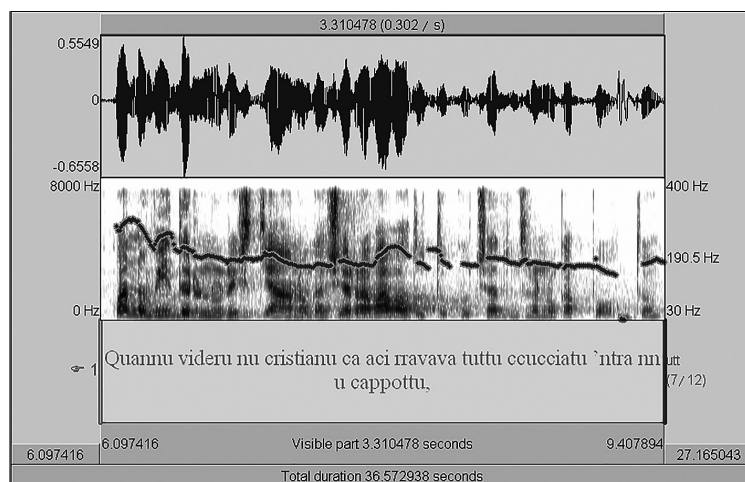 3.310478 (0.302 / s)
0.5549
0
-0.6558
8000 Hz
400 Hz
190.5 Hz
0 Hz
30 Hz
1
Quannu videru nu cristianu ca aci rravava tuttu ccucciatu `ntra nn
u cappottu,
utt
(7/12)
6.097416
Visible part 3.310478 seconds
9.407894
6.097416
27.165043
Total duration 36.572938 seconds